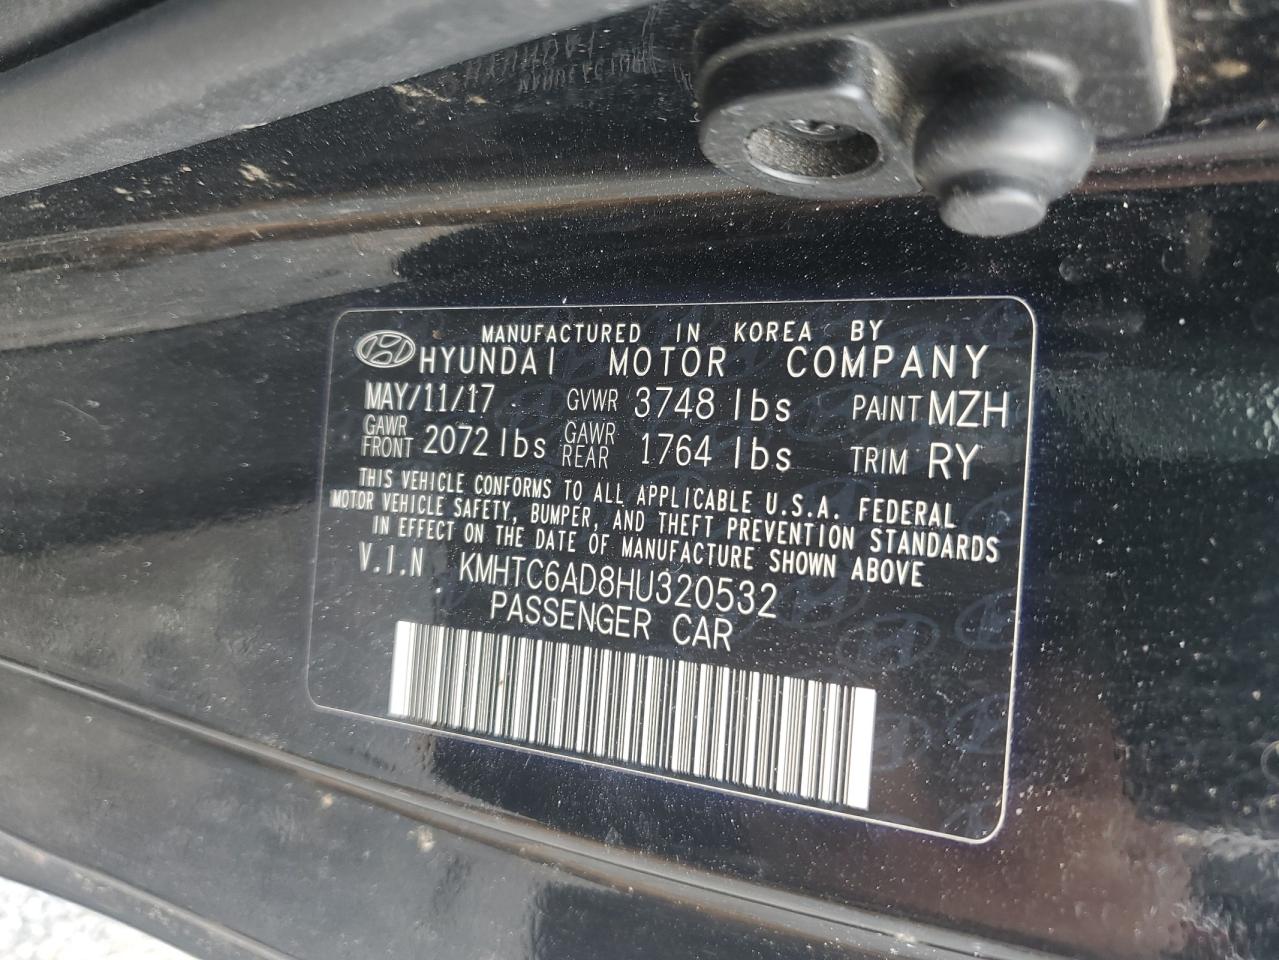 MANUFACTURED IN KOREA BY
HYUNDAI MOTOR COMPANY
MAY/11/17 GVWR 3748 lbs PAINT MZH
GAWR FRONT 2072 lbs GAWR REAR 1764 lbs TRIM RY
THIS VEHICLE CONFORMS TO ALL APPLICABLE U.S.A. FEDERAL
MOTOR VEHICLE SAFETY, BUMPER, AND THEFT PREVENTION STANDARDS
IN EFFECT ON THE DATE OF MANUFACTURE SHOWN ABOVE
V.I.N KMHTC6AD8HU320532
PASSENGER CAR